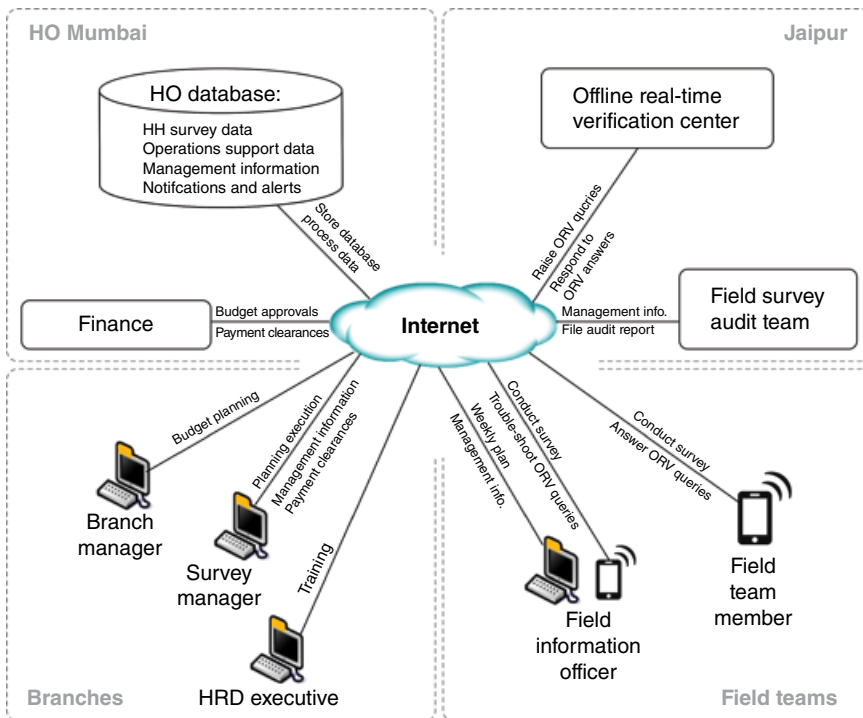 HO Mumbai
HO database:
HH survey data
Operations support data
Management information
Notifcations and alerts
Store database
process data
Finance
Budget approvals
Payment clearances
Internet
Jaipur
Offline real-time
verification center
Raise ORV qucries
Respond to
ORV answers
Management info.
File audit report
Field survey
audit team
Budget planning
Branch
manager
Planning execution
Management information
Payment clearances
Survey
manager
Training
HRD executive
Branches
Conduct survey
Trouble-shoot ORV queries
Weekly plan
Management info.
Field
information
officer
Conduct survey
Answer ORV qucries
Field
team
member
Field teams